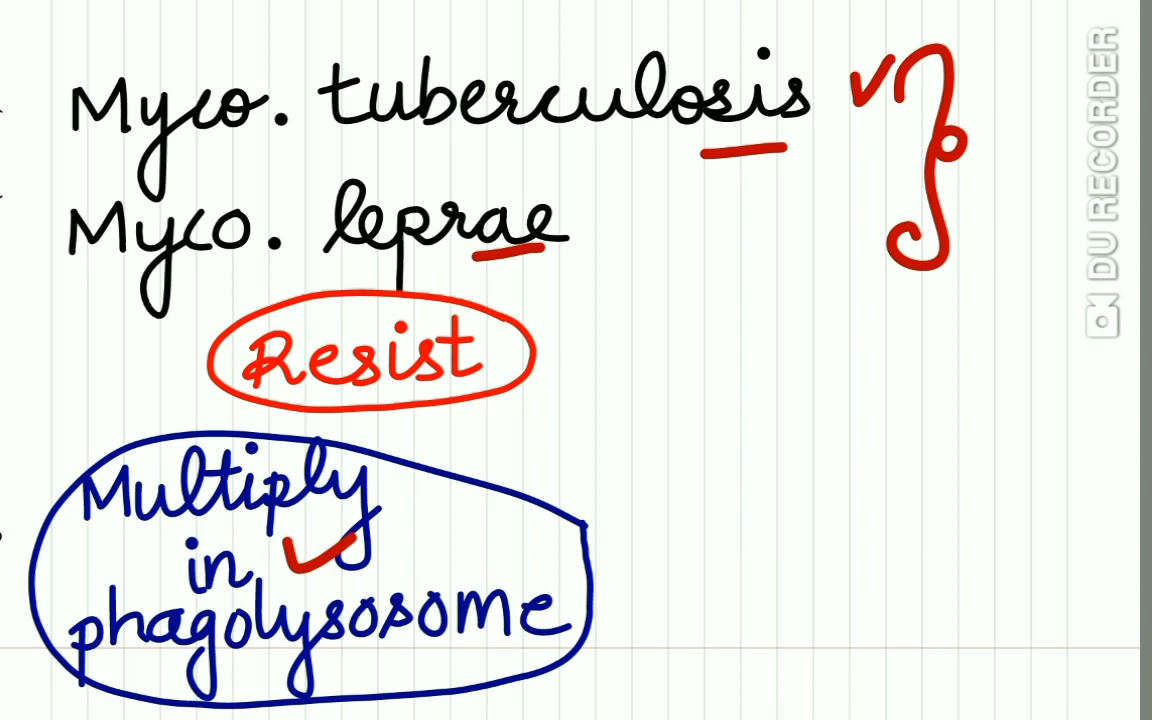 Myco. tuberculosis
Myco. leprae
Resist
Multiply
in
phagolysosome
DU RECORDER